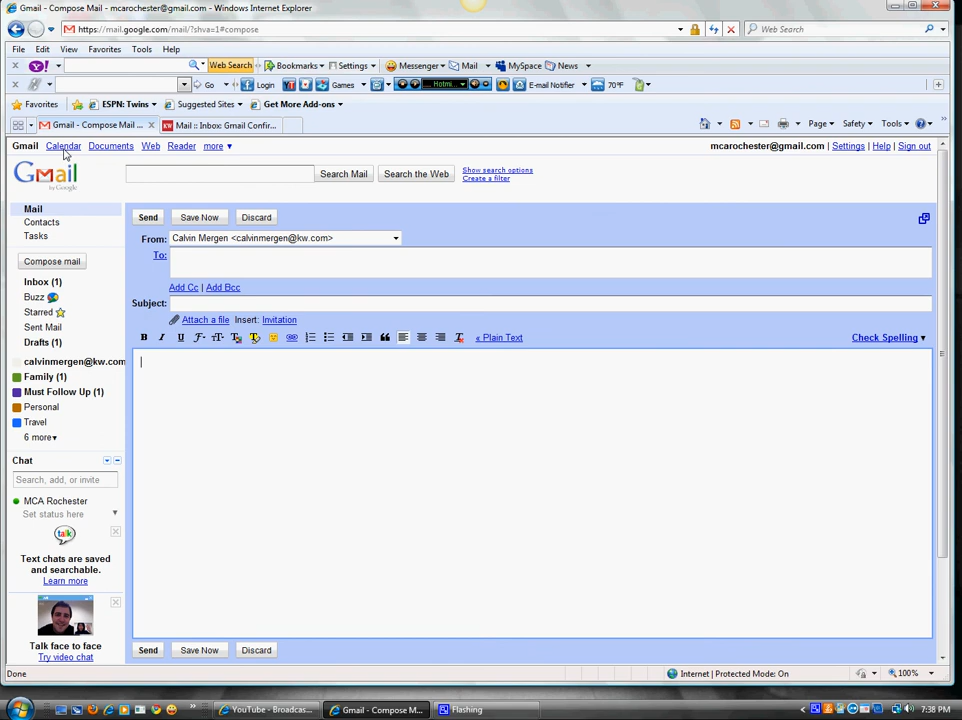 Gmail - Compose Mail - mcarochester@gmail.com - Windows Internet Explorer
https://mail.google.com/mail/?shva=1#compose
Web Search
File Edit View Favorites Tools Help
Y! Web Search Bookmarks Settings Messenger Mail MySpace News
Go Login Games Hotmi E-mail Notifier 70°F
Favorites ESPN: Twins Suggested Sites Get More Add-ons
Gmail - Compose Mail ... KW Mail :: Inbox: Gmail Confir... Page Safety Tools
Gmail Calendar Documents Web Reader more mcarochester@gmail.com | Settings | Help | Sign out
Gmail by Google
Search Mail Search the Web Show search options
Create a filter
Mail
Contacts
Tasks
Compose mail
Inbox (1)
Buzz
Starred
Sent Mail
Drafts (1)
calvinmergen@kw.com
Family (1)
Must Follow Up (1)
Personal
Travel
6 more
Chat
Search, add, or invite
MCA Rochester
Set status here
talk
Text chats are saved
and searchable.
Learn more
Talk face to face
Try video chat
Send Save Now Discard
From: Calvin Mergen <calvinmergen@kw.com>
To:
Add Cc | Add Bcc
Subject:
Attach a file Insert: Invitation
B I U « Plain Text Check Spelling
Send Save Now Discard
Done Internet | Protected Mode: On 100%
YouTube - Broadcas... Gmail - Compose M... Flashing 7:38 PM